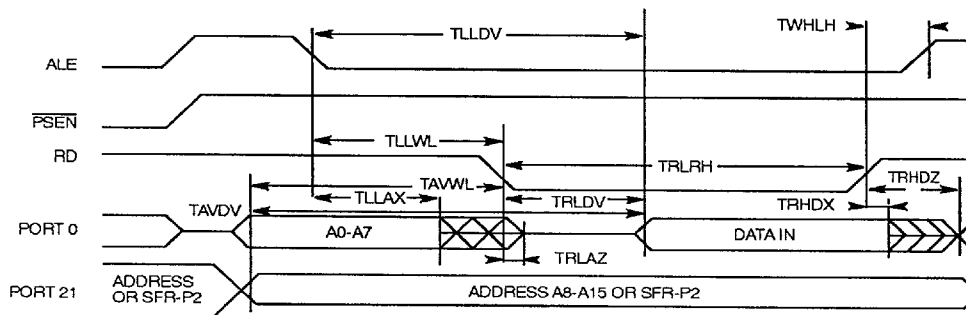 TLLDV
TWHLH
ALE
PSEN
TLLWL
RD
TRLRH
TAVWL
TRHDZ
TLLAX
TRLDV
TRHDX
TAVDV
PORT 0
A0-A7
DATA IN
TRLAZ
ADDRESS
OR SFR-P2
PORT 21
ADDRESS A8-A15 OR SFR-P2